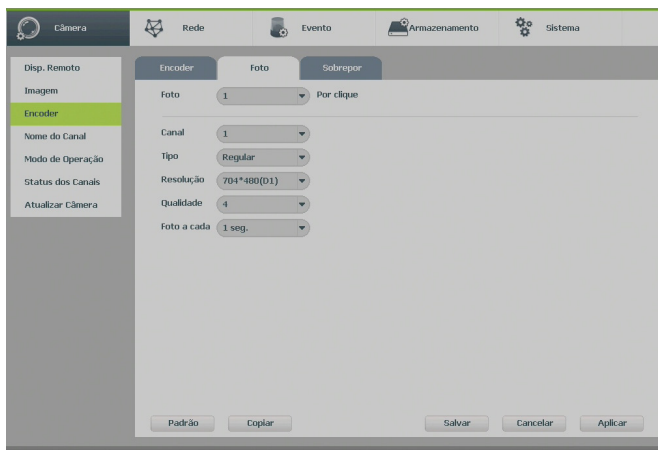 Câmera Rede Evento Armazenamento Sistema
Disp. Remoto
Imagem
Encoder
Nome do Canal
Modo de Operação
Status dos Canais
Atualizar Câmera
Encoder Foto Sobrepor
Foto 1 Por clique
Canal 1
Tipo Regular
Resolução 704*480(D1)
Qualidade 4
Foto a cada 1 seg.
Padrão Copiar Salvar Cancelar Aplicar